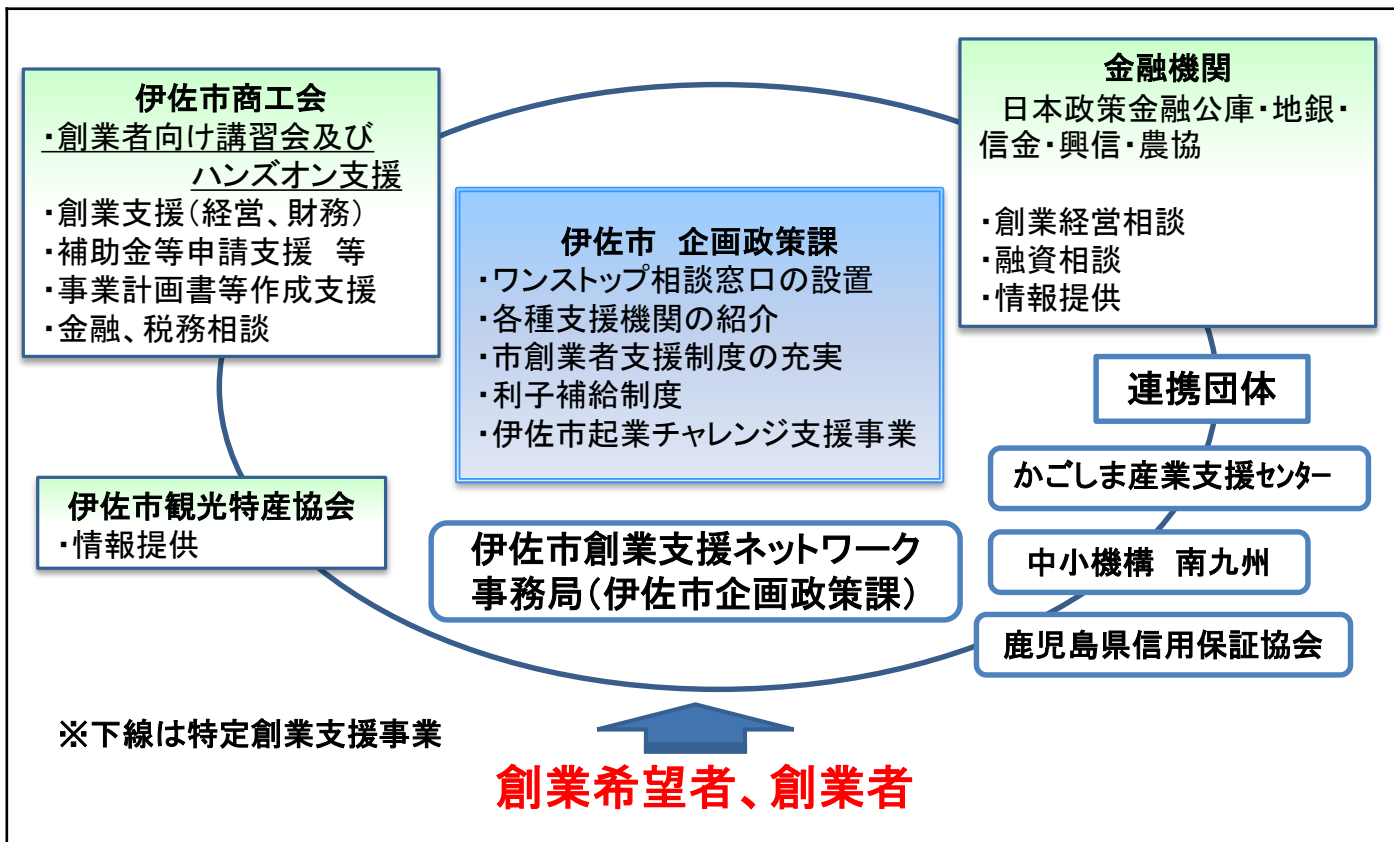 伊佐市商工会
・創業者向け講習会及び
ハンズオン支援
・創業支援(経営、財務)
・補助金等申請支援　等
・事業計画書等作成支援
・金融、税務相談
金融機関
日本政策金融公庫・地銀・
信金・興信・農協
・創業経営相談
・融資相談
・情報提供
伊佐市　企画政策課
・ワンストップ相談窓口の設置
・各種支援機関の紹介
・市創業者支援制度の充実
・利子補給制度
・伊佐市起業チャレンジ支援事業
連携団体
かごしま産業支援ｾﾝﾀｰ
中小機構　南九州
鹿児島県信用保証協会
伊佐市観光特産協会
・情報提供
伊佐市創業支援ネットワーク
事務局(伊佐市企画政策課)
※下線は特定創業支援事業
創業希望者、創業者